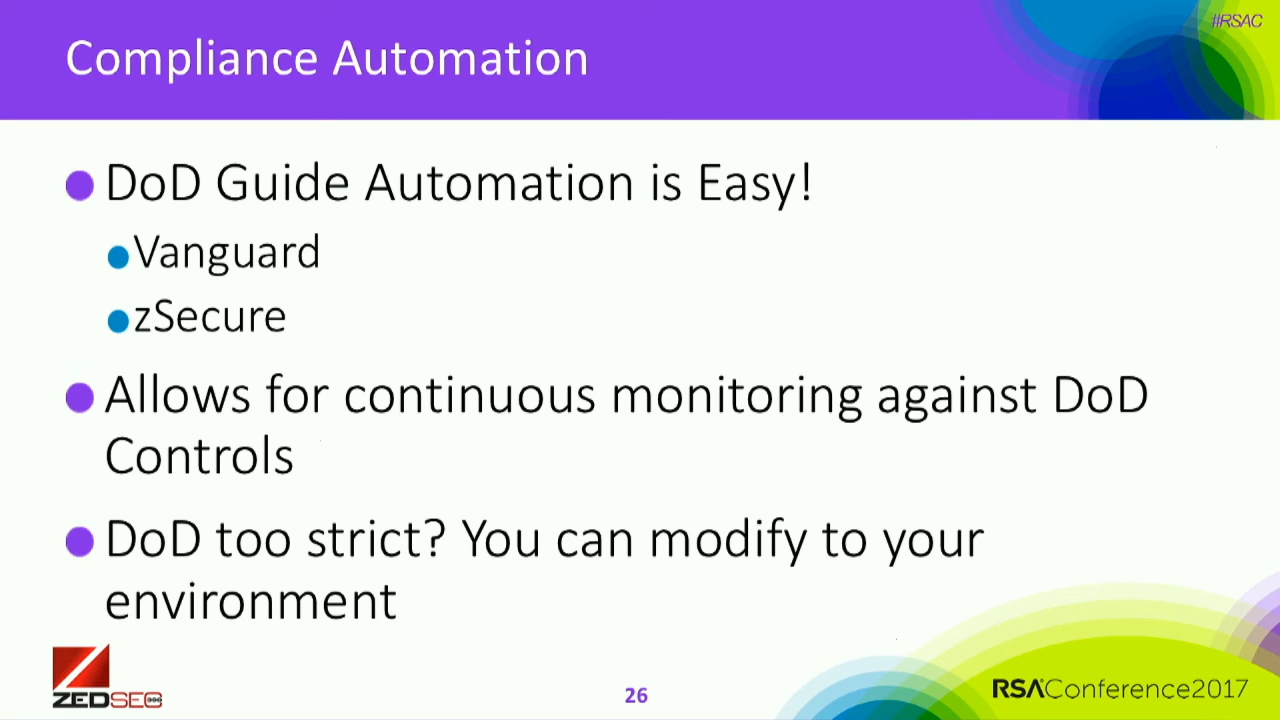 #RSAC
Compliance Automation
DoD Guide Automation is Easy!
Vanguard
zSecure
Allows for continuous monitoring against DoD
Controls
DoD too strict? You can modify to your
environment
ZEDSEC 390
26
RSAConference2017